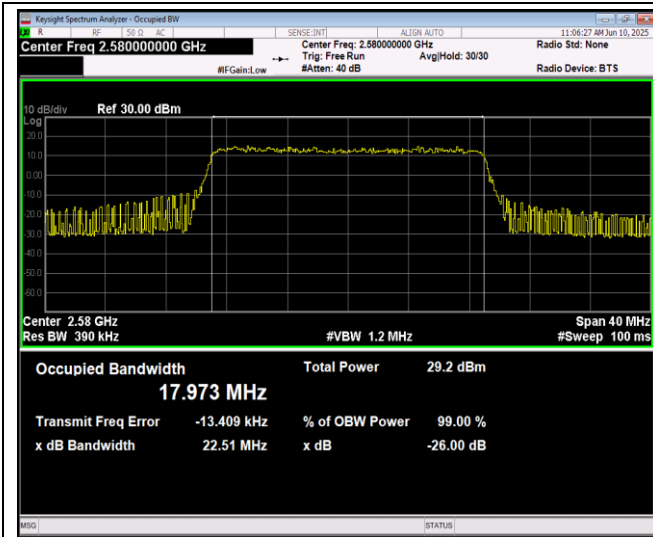 Keysight Spectrum Analyzer - Occupied BW
LXI R RF 50 Ω AC SENSE:INT ALIGN AUTO 11:06:27 AM Jun 10, 2025
Center Freq 2.580000000 GHz Center Freq: 2.580000000 GHz Radio Std: None
Trig: Free Run Avg|Hold: 30/30
#IFGain:Low #Atten: 40 dB Radio Device: BTS
10 dB/div Ref 30.00 dBm
Log
20.0
10.0
0.00
-10.0
-20.0
-30.0
-40.0
-50.0
-60.0
Center 2.58 GHz Span 40 MHz
Res BW 390 kHz #VBW 1.2 MHz #Sweep 100 ms
Occupied Bandwidth Total Power 29.2 dBm
17.973 MHz
Transmit Freq Error -13.409 kHz % of OBW Power 99.00 %
x dB Bandwidth 22.51 MHz x dB -26.00 dB
MSG STATUS